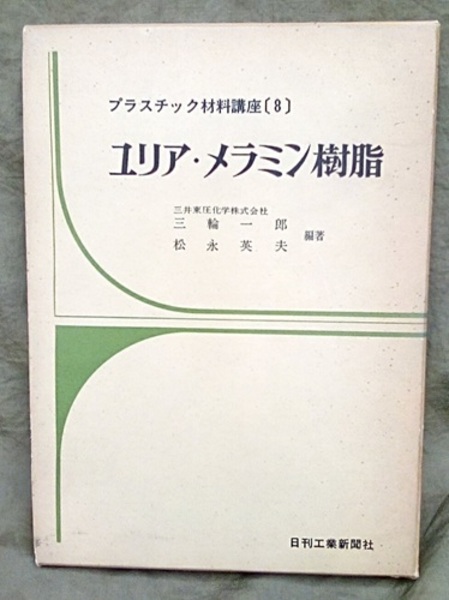 プラスチック材料講座〔8〕
ユリア・メラミン樹脂
三井東圧化学株式会社
三輪一郎
松永英夫
編著
日刊工業新聞社